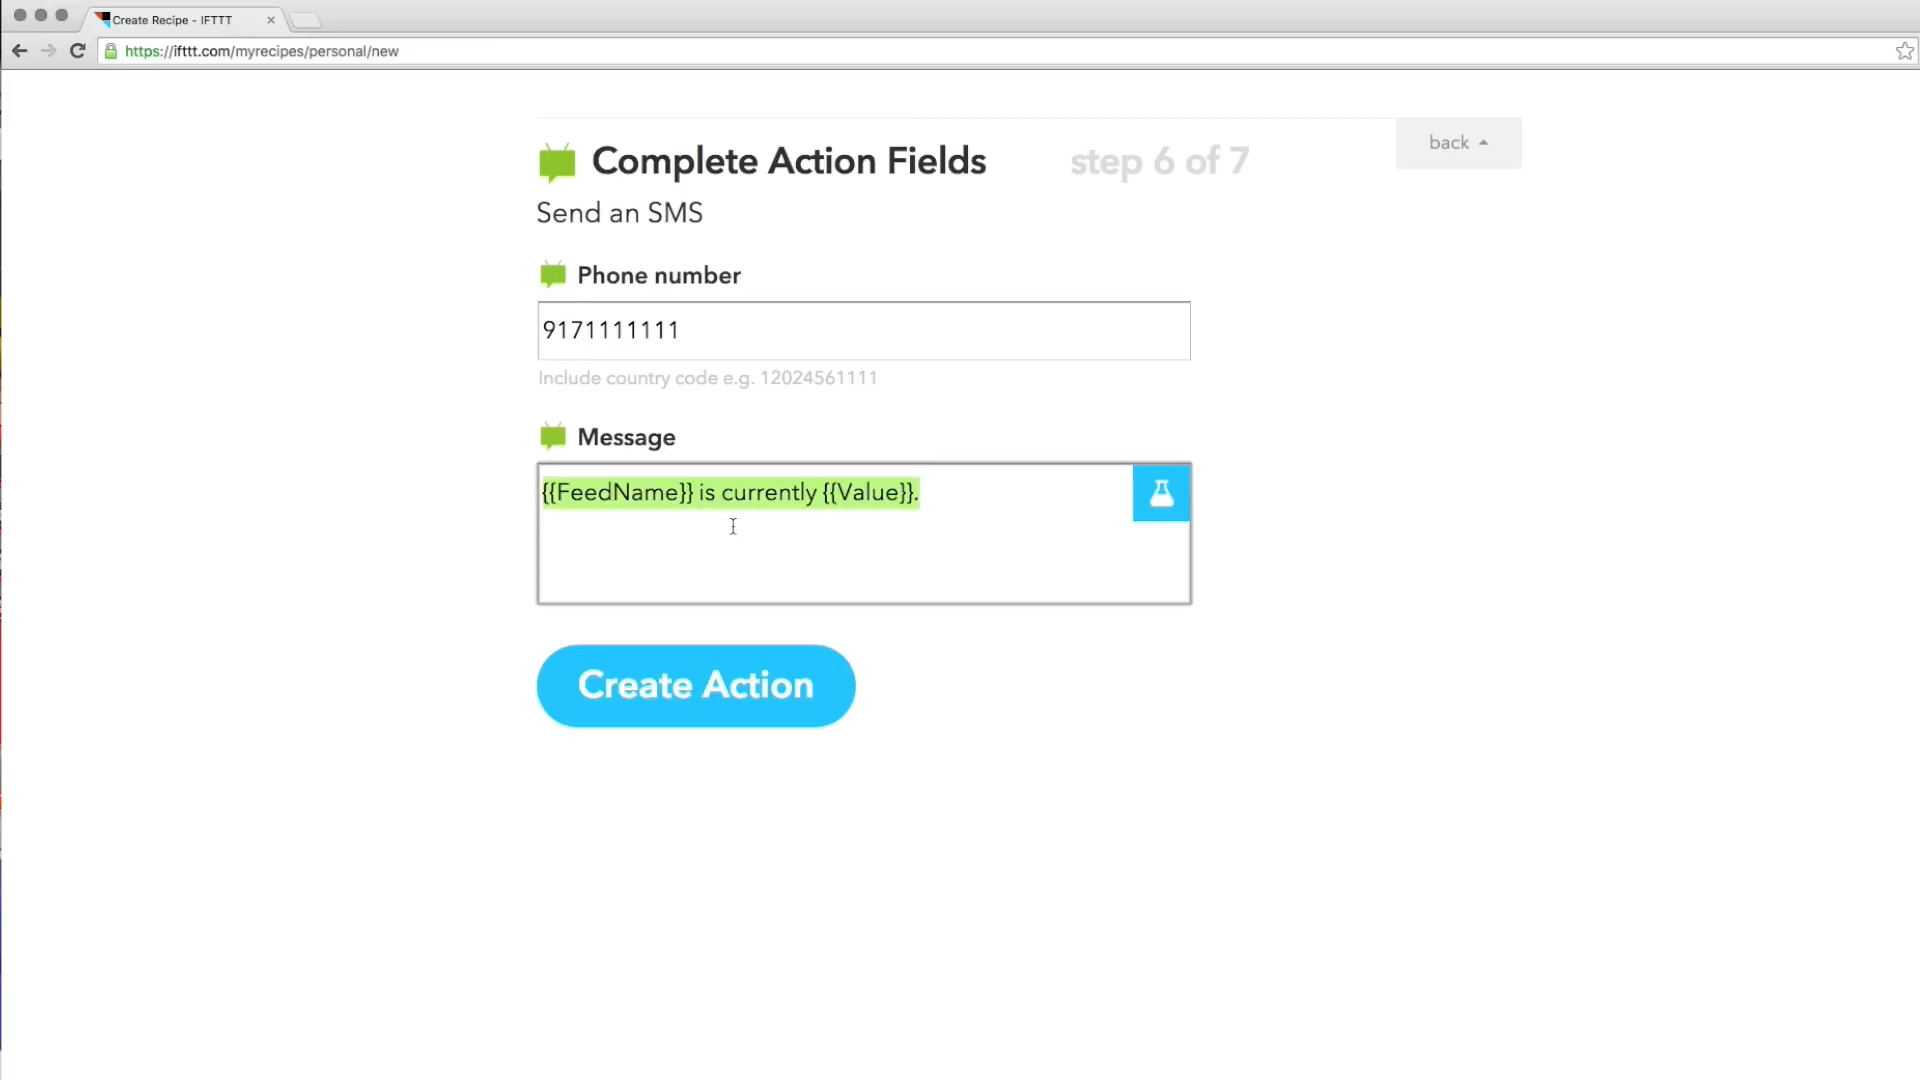 Create Recipe - IFTTT
https://ifttt.com/myrecipes/personal/new
back
Complete Action Fields
step 6 of 7
Send an SMS
Phone number
9171111111
Include country code e.g. 12024561111
Message
{{FeedName}} is currently {{Value}}.
Create Action